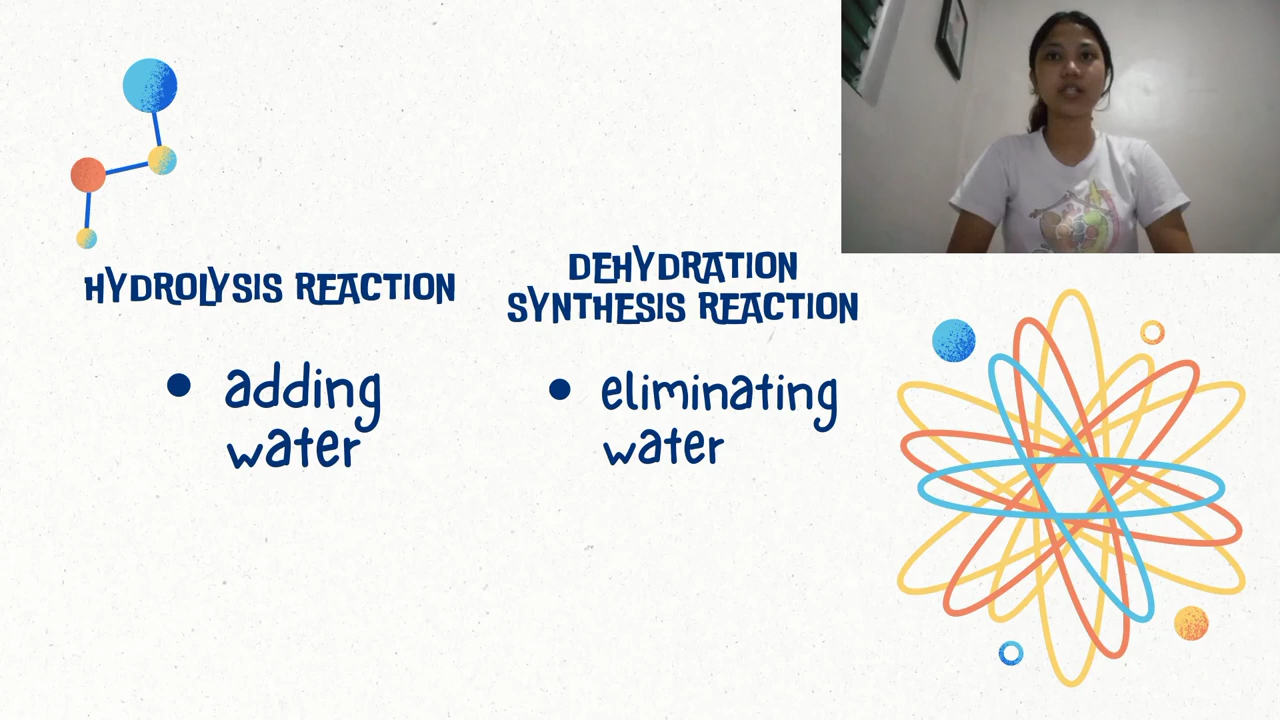 HYDROLYSIS REACTION
• adding
water
DEHYDRATION
SYNTHESIS REACTION
• eliminating
water